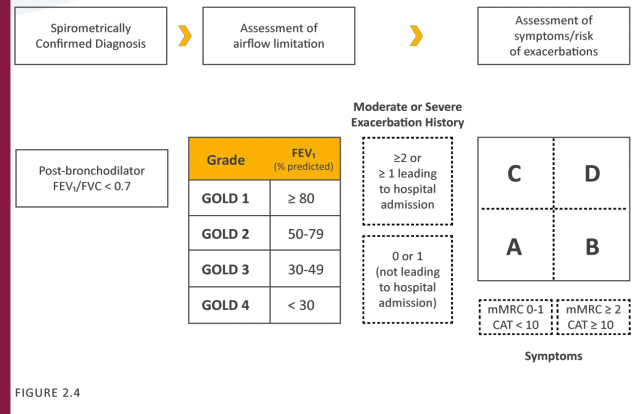 Spirometrically
Confirmed Diagnosis
Assessment of
airflow limitation
Assessment of
symptoms/risk
of exacerbations
Moderate or Severe
Exacerbation History
Post-bronchodilator
FEV₁/FVC < 0.7
Grade
FEV₁
(% predicted)
GOLD 1
≥ 80
GOLD 2
50-79
GOLD 3
30-49
GOLD 4
< 30
≥2 or
≥ 1 leading
to hospital
admission
0 or 1
(not leading
to hospital
admission)
C
D
A
B
mMRC 0-1
CAT < 10
mMRC ≥ 2
CAT ≥ 10
Symptoms
FIGURE 2.4